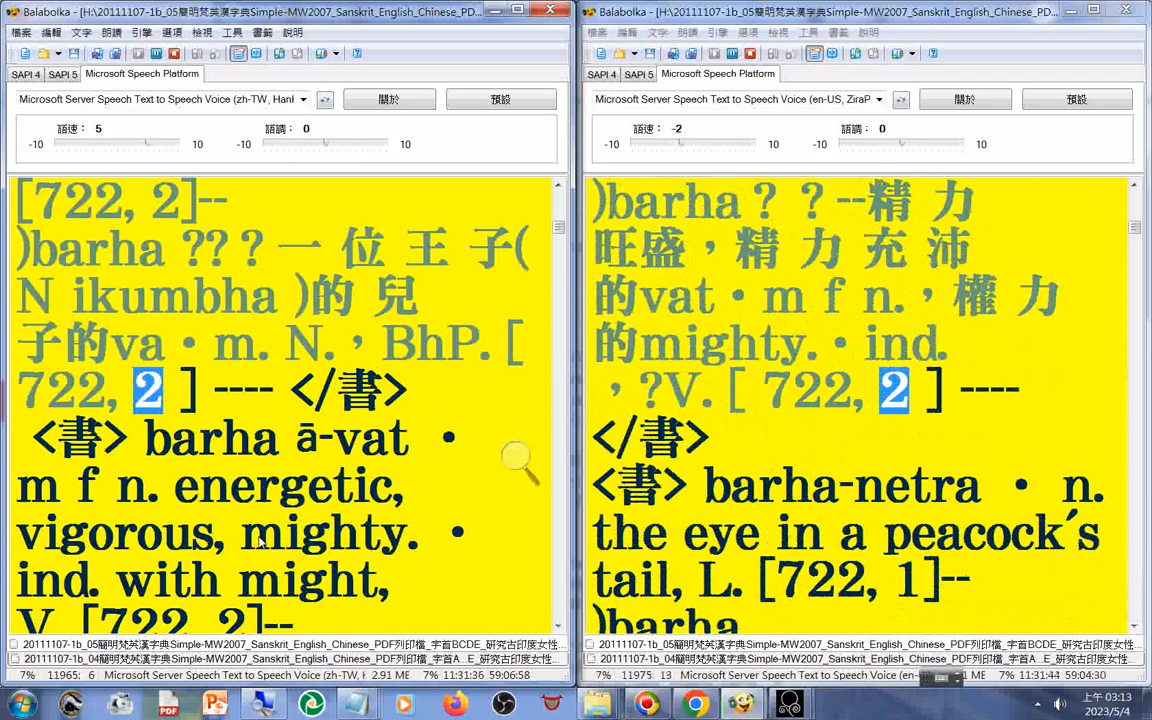 Balabolka - [H:\20111107-1b_05簡明梵英漢字典Simple-MW2007_Sanskrit_English_Chinese_PD...
檔案 編輯 文字 朗讀 引擎 選項 檢視 工具 書籤 說明
SAPI 4 SAPI 5 Microsoft Speech Platform
Microsoft Server Speech Text to Speech Voice (zh-TW, Hanl
關於 預設
語速： 5 語調： 0
-10 10 -10 10
[722, 2]--
)barha ??？一 位 王 子(
N ikumbha )的 兒
子的va・m. N.，BhP. [
722, 2 ] ---- </書>
<書> barha ā-vat ・
m f n. energetic,
vigorous, mighty. ・
ind. with might,
V. [722, 2]--
20111107-1b_05簡明梵英漢字典Simple-MW2007_Sanskrit_English_Chinese_PDF列印檔_字首BCDE_研究古印度女性...
20111107-1b_04簡明梵英漢字典Simple-MW2007_Sanskrit_English_Chinese_PDF列印檔_字首A...E_研究古印度女性...
7% 11965: 6 Microsoft Server Speech Text to Speech Voice (zh-TW, H 2.91 MB 7% 11:31:36 59:06:58
Balabolka - [H:\20111107-1b_05簡明梵英漢字典Simple-MW2007_Sanskrit_English_Chinese_PD...
檔案 編輯 文字 朗讀 引擎 選項 檢視 工具 書籤 說明
SAPI 4 SAPI 5 Microsoft Speech Platform
Microsoft Server Speech Text to Speech Voice (en-US, ZiraP
關於 預設
語速： -2 語調： 0
-10 10 -10 10
)barha？ ？--精 力
旺盛，精 力 充 沛
的vat・m f n.，權 力
的mighty.・ind.
，?V. [ 722, 2 ] ----
</書>
<書> barha-netra ・ n.
the eye in a peacock´s
tail, L. [722, 1]--
)barha
20111107-1b_05簡明梵英漢字典Simple-MW2007_Sanskrit_English_Chinese_PDF列印檔_字首BCDE_研究古印度女性...
20111107-1b_04簡明梵英漢字典Simple-MW2007_Sanskrit_English_Chinese_PDF列印檔_字首A...E_研究古印度女性...
7% 11975: 13 Microsoft Server Speech Text to Speech Voice (en-US 7% 11:31:44 59:04:30
PDF
上午 03:13
2023/5/4